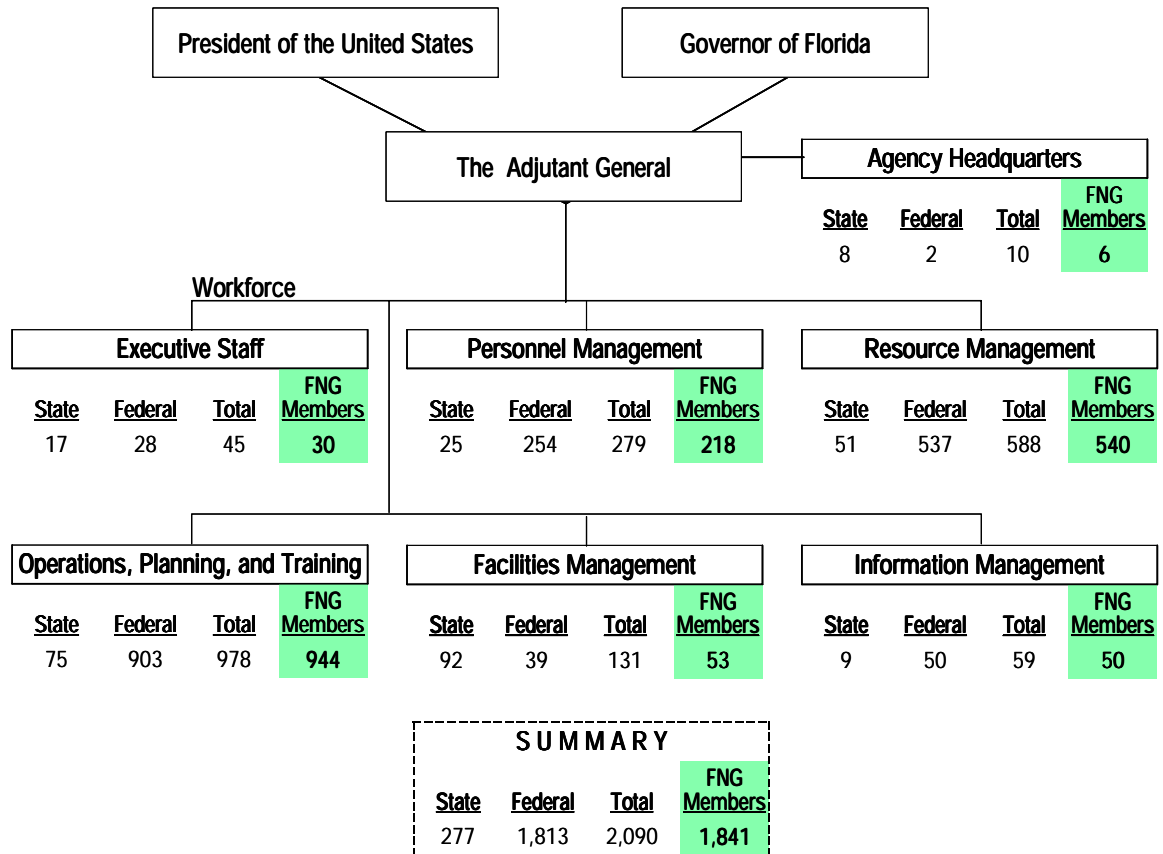 President of the United States
Governor of Florida
The Adjutant General
Agency Headquarters
FNG
State Federal Total Members
8 2 10 6
Workforce
Executive Staff
FNG
State Federal Total Members
17 28 45 30
Personnel Management
FNG
State Federal Total Members
25 254 279 218
Resource Management
FNG
State Federal Total Members
51 537 588 540
Operations, Planning, and Training
FNG
State Federal Total Members
75 903 978 944
Facilities Management
FNG
State Federal Total Members
92 39 131 53
Information Management
FNG
State Federal Total Members
9 50 59 50
SUMMARY
FNG
State Federal Total Members
277 1,813 2,090 1,841